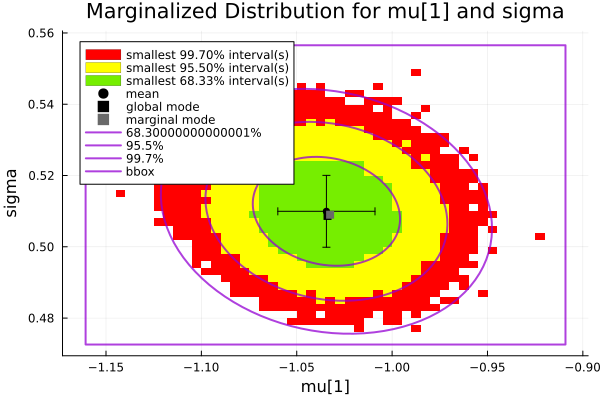 Marginalized Distribution for mu[1] and sigma
0.56
0.54
0.52
0.50
0.48
sigma
smallest 99.70% interval(s)
smallest 95.50% interval(s)
smallest 68.33% interval(s)
mean
global mode
marginal mode
68.30000000000001%
95.5%
99.7%
bbox
−1.15
−1.10
−1.05
−1.00
−0.95
−0.90
mu[1]